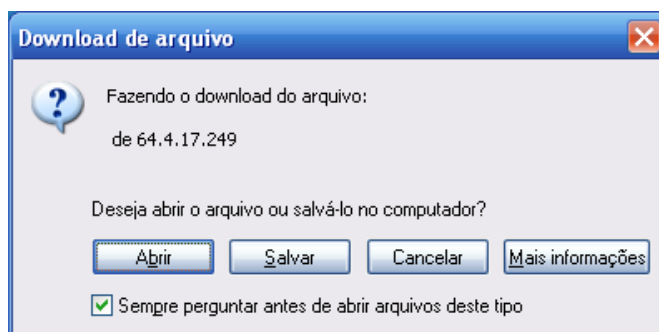 Download de arquivo
Fazendo o download do arquivo:
de 64.4.17.249
Deseja abrir o arquivo ou salvá-lo no computador?
Abrir Salvar Cancelar Mais informações
Sempre perguntar antes de abrir arquivos deste tipo